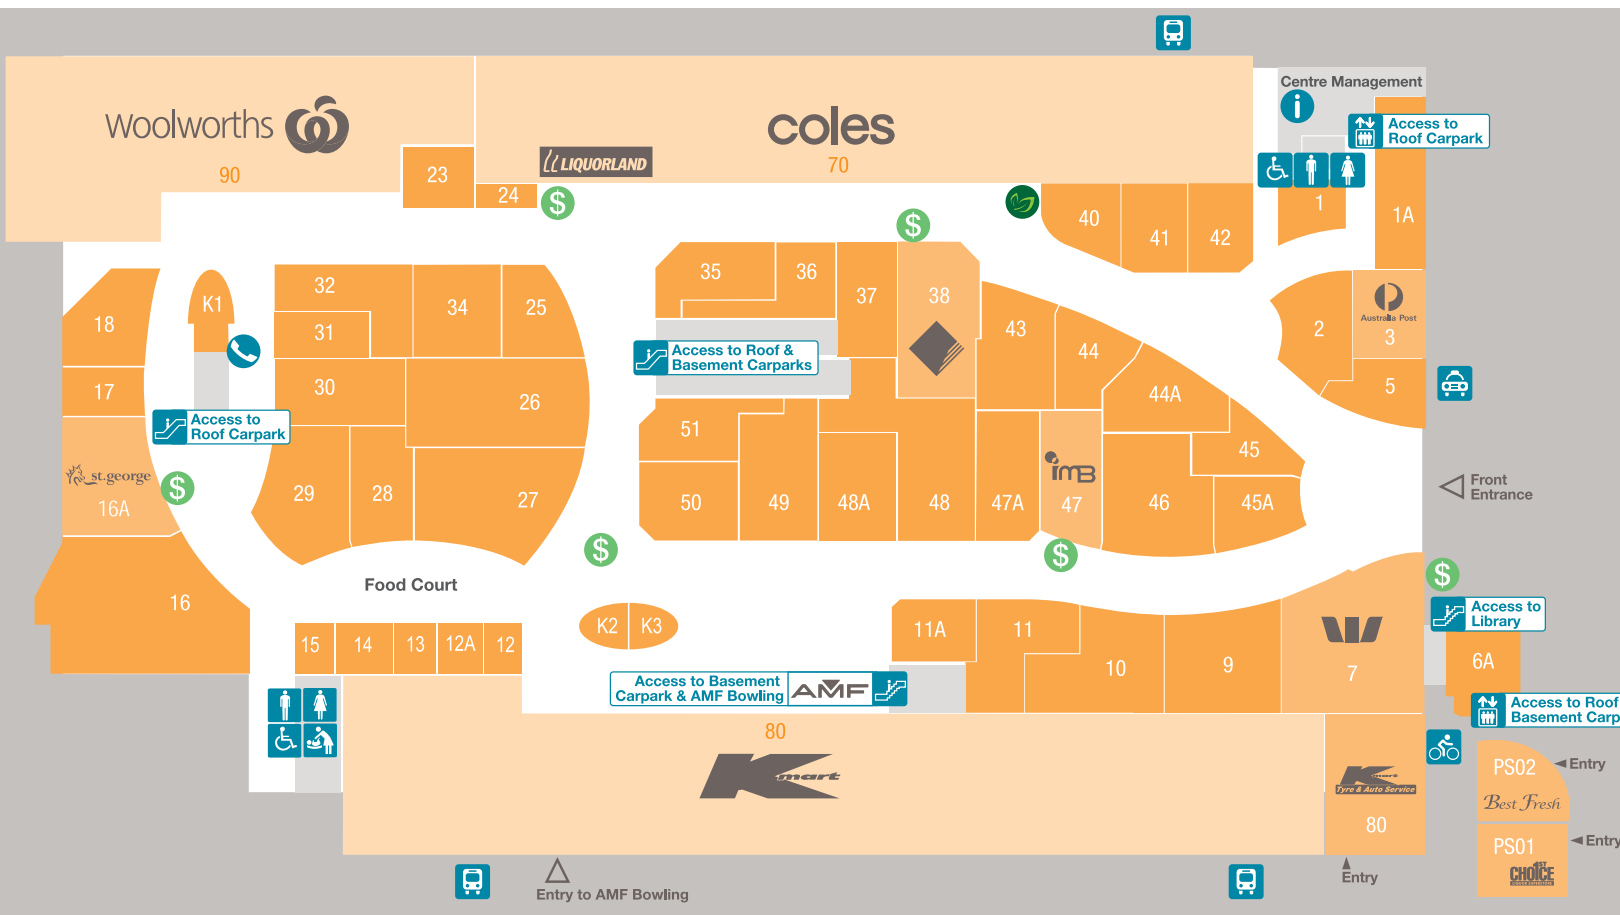 Centre Management
i
Access to
Roof Carpark
Woolworths
90
LIQUORLAND
coles
70
23
24
$
$
40
41
42
1
1A
35
36
37
38
32
31
34
25
K1
18
17
30
26
Access to
Roof Carpark
Access to Roof &
Basement Carparks
43
44
44A
45
2
Australia Post
3
5
st.george
16A
$
29
28
27
51
50
49
48A
48
47A
imB
47
46
45A
Front
Entrance
$
$
$
Food Court
16
15
14
13
12A
12
K2
K3
11A
11
10
9
7
Access to
Library
6A
Access to Basement
Carpark & AMF Bowling
AMF
Access to Roof
Basement Carp
80
Kmart
Kmart
Tyre & Auto Service
80
PS02
Entry
Best Fresh
PS01
Entry
1ST
CHOICE
Entry
Entry to AMF Bowling